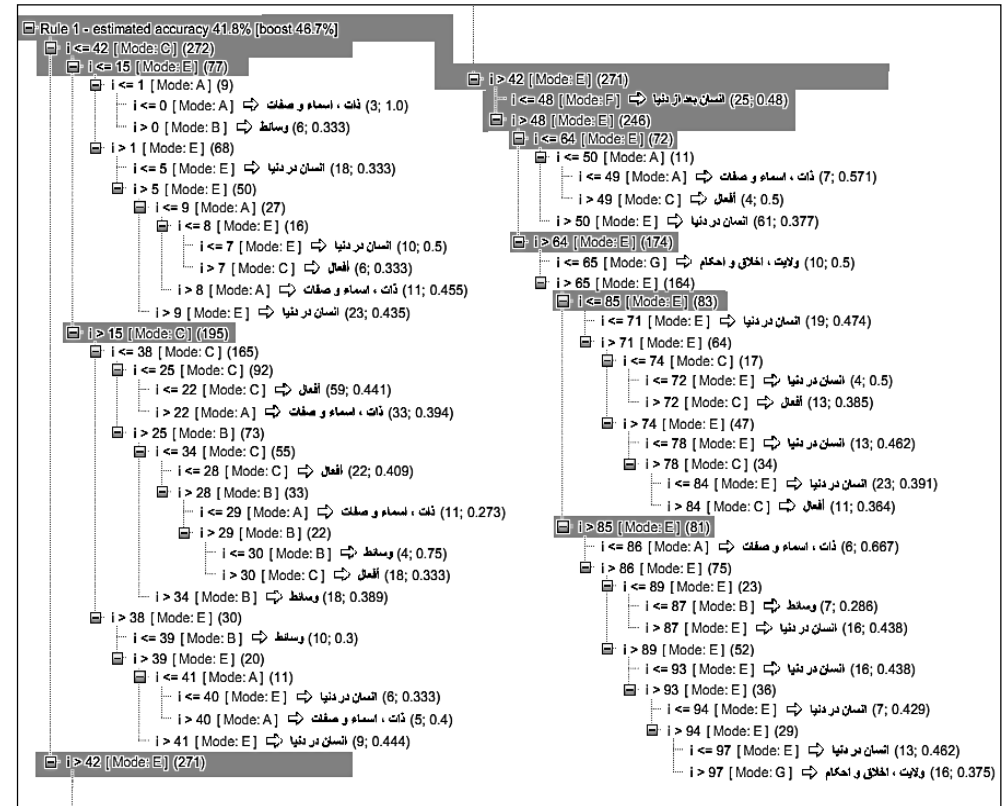 Rule 1 - estimated accuracy 41.8% [boost 46.7%]
i <= 42 [Mode: C] (272)
i <= 15 [Mode: E] (77)
i <= 1 [Mode: A] (9)
i <= 0 [Mode: A] ⇨ ذات ، اسماء و صفات (3; 1.0)
i > 0 [Mode: B] ⇨ وسائط (6; 0.333)
i > 1 [Mode: E] (68)
i <= 5 [Mode: E] ⇨ انسان در دنیا (18; 0.333)
i > 5 [Mode: E] (50)
i <= 9 [Mode: A] (27)
i <= 8 [Mode: E] (16)
i <= 7 [Mode: E] ⇨ انسان در دنیا (10; 0.5)
i > 7 [Mode: C] ⇨ أفعال (6; 0.333)
i > 8 [Mode: A] ⇨ ذات ، اسماء و صفات (11; 0.455)
i > 9 [Mode: E] ⇨ انسان در دنیا (23; 0.435)
i > 15 [Mode: C] (195)
i <= 38 [Mode: C] (165)
i <= 25 [Mode: C] (92)
i <= 22 [Mode: C] ⇨ أفعال (59; 0.441)
i > 22 [Mode: A] ⇨ ذات ، اسماء و صفات (33; 0.394)
i > 25 [Mode: B] (73)
i <= 34 [Mode: C] (55)
i <= 28 [Mode: C] ⇨ أفعال (22; 0.409)
i > 28 [Mode: B] (33)
i <= 29 [Mode: A] ⇨ ذات ، اسماء و صفات (11; 0.273)
i > 29 [Mode: B] (22)
i <= 30 [Mode: B] ⇨ وسائط (4; 0.75)
i > 30 [Mode: C] ⇨ أفعال (18; 0.333)
i > 34 [Mode: B] ⇨ وسائط (18; 0.389)
i > 38 [Mode: E] (30)
i <= 39 [Mode: B] ⇨ وسائط (10; 0.3)
i > 39 [Mode: E] (20)
i <= 41 [Mode: A] (11)
i <= 40 [Mode: E] ⇨ انسان در دنیا (6; 0.333)
i > 40 [Mode: A] ⇨ ذات ، اسماء و صفات (5; 0.4)
i > 41 [Mode: E] ⇨ انسان در دنیا (9; 0.444)
i > 42 [Mode: E] (271)
i > 42 [Mode: E] (271)
i <= 48 [Mode: F] ⇨ انسان بعد از دنیا (25; 0.48)
i > 48 [Mode: E] (246)
i <= 64 [Mode: E] (72)
i <= 50 [Mode: A] (11)
i <= 49 [Mode: A] ⇨ ذات ، اسماء و صفات (7; 0.571)
i > 49 [Mode: C] ⇨ أفعال (4; 0.5)
i > 50 [Mode: E] ⇨ انسان در دنیا (61; 0.377)
i > 64 [Mode: E] (174)
i <= 65 [Mode: G] ⇨ ولایت ، اخلاق و احکام (10; 0.5)
i > 65 [Mode: E] (164)
i <= 85 [Mode: E] (83)
i <= 71 [Mode: E] ⇨ انسان در دنیا (19; 0.474)
i > 71 [Mode: E] (64)
i <= 74 [Mode: C] (17)
i <= 72 [Mode: E] ⇨ انسان در دنیا (4; 0.5)
i > 72 [Mode: C] ⇨ أفعال (13; 0.385)
i > 74 [Mode: E] (47)
i <= 78 [Mode: E] ⇨ انسان در دنیا (13; 0.462)
i > 78 [Mode: C] (34)
i <= 84 [Mode: E] ⇨ انسان در دنیا (23; 0.391)
i > 84 [Mode: C] ⇨ أفعال (11; 0.364)
i > 85 [Mode: E] (81)
i <= 86 [Mode: A] ⇨ ذات ، اسماء و صفات (6; 0.667)
i > 86 [Mode: E] (75)
i <= 89 [Mode: E] (23)
i <= 87 [Mode: B] ⇨ وسائط (7; 0.286)
i > 87 [Mode: E] ⇨ انسان در دنیا (16; 0.438)
i > 89 [Mode: E] (52)
i <= 93 [Mode: E] ⇨ انسان در دنیا (16; 0.438)
i > 93 [Mode: E] (36)
i <= 94 [Mode: E] ⇨ انسان در دنیا (7; 0.429)
i > 94 [Mode: E] (29)
i <= 97 [Mode: E] ⇨ انسان در دنیا (13; 0.462)
i > 97 [Mode: G] ⇨ ولایت ، اخلاق و احکام (16; 0.375)